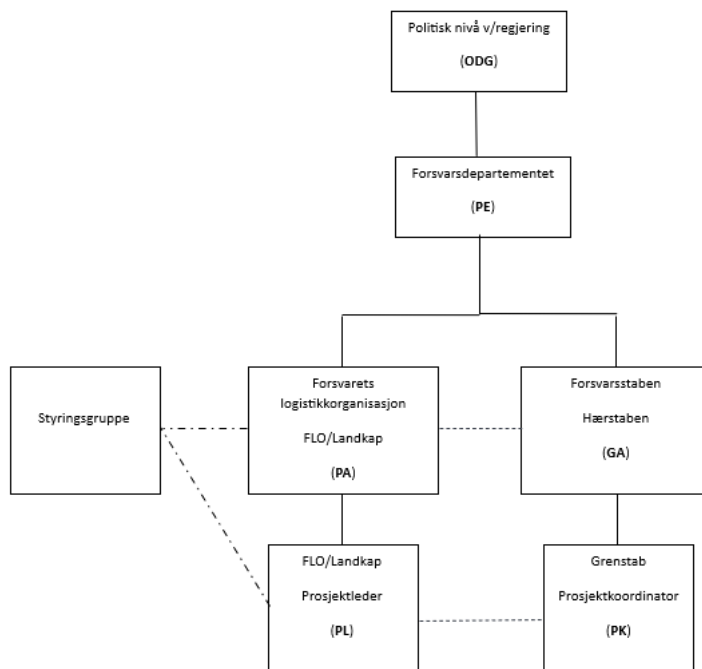 Politisk nivå v/regjering
(ODG)
Forsvarsdepartementet
(PE)
Styringsgruppe
Forsvarets
logistikkorganisasjon
FLO/Landkap
(PA)
Forsvarsstaben
Hærstaben
(GA)
FLO/Landkap
Prosjektleder
(PL)
Grenstab
Prosjektkoordinator
(PK)